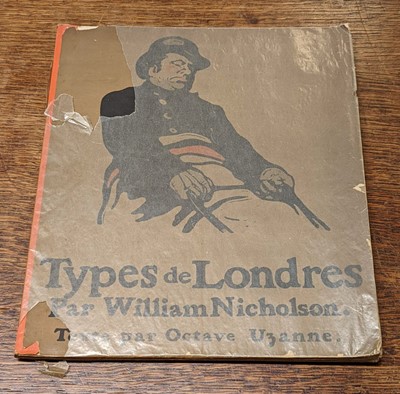 Types de Londres
Par William Nicholson.
Texte par Octave Uzanne.